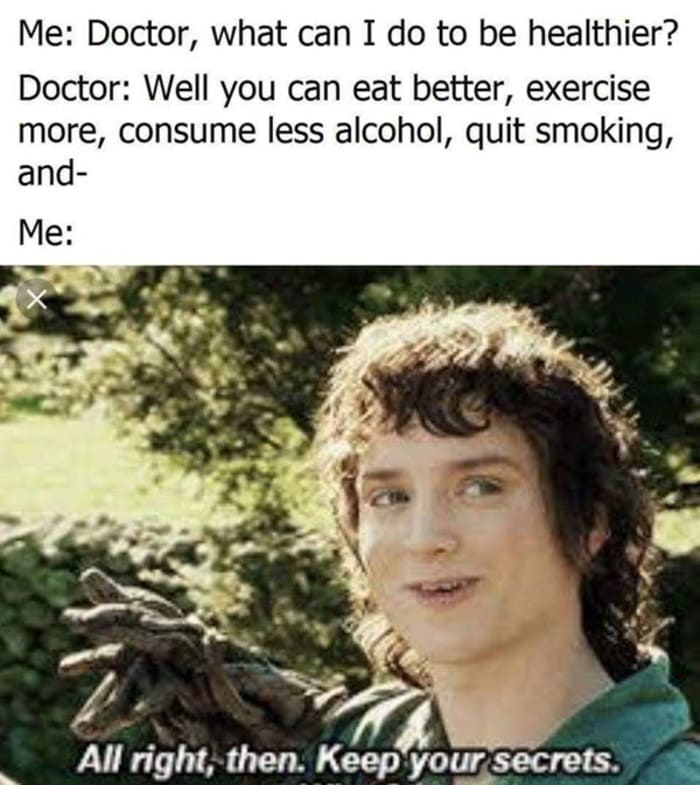 Me: Doctor, what can I do to be healthier?
Doctor: Well you can eat better, exercise
more, consume less alcohol, quit smoking,
and-
Me:
All right, then. Keep your secrets.